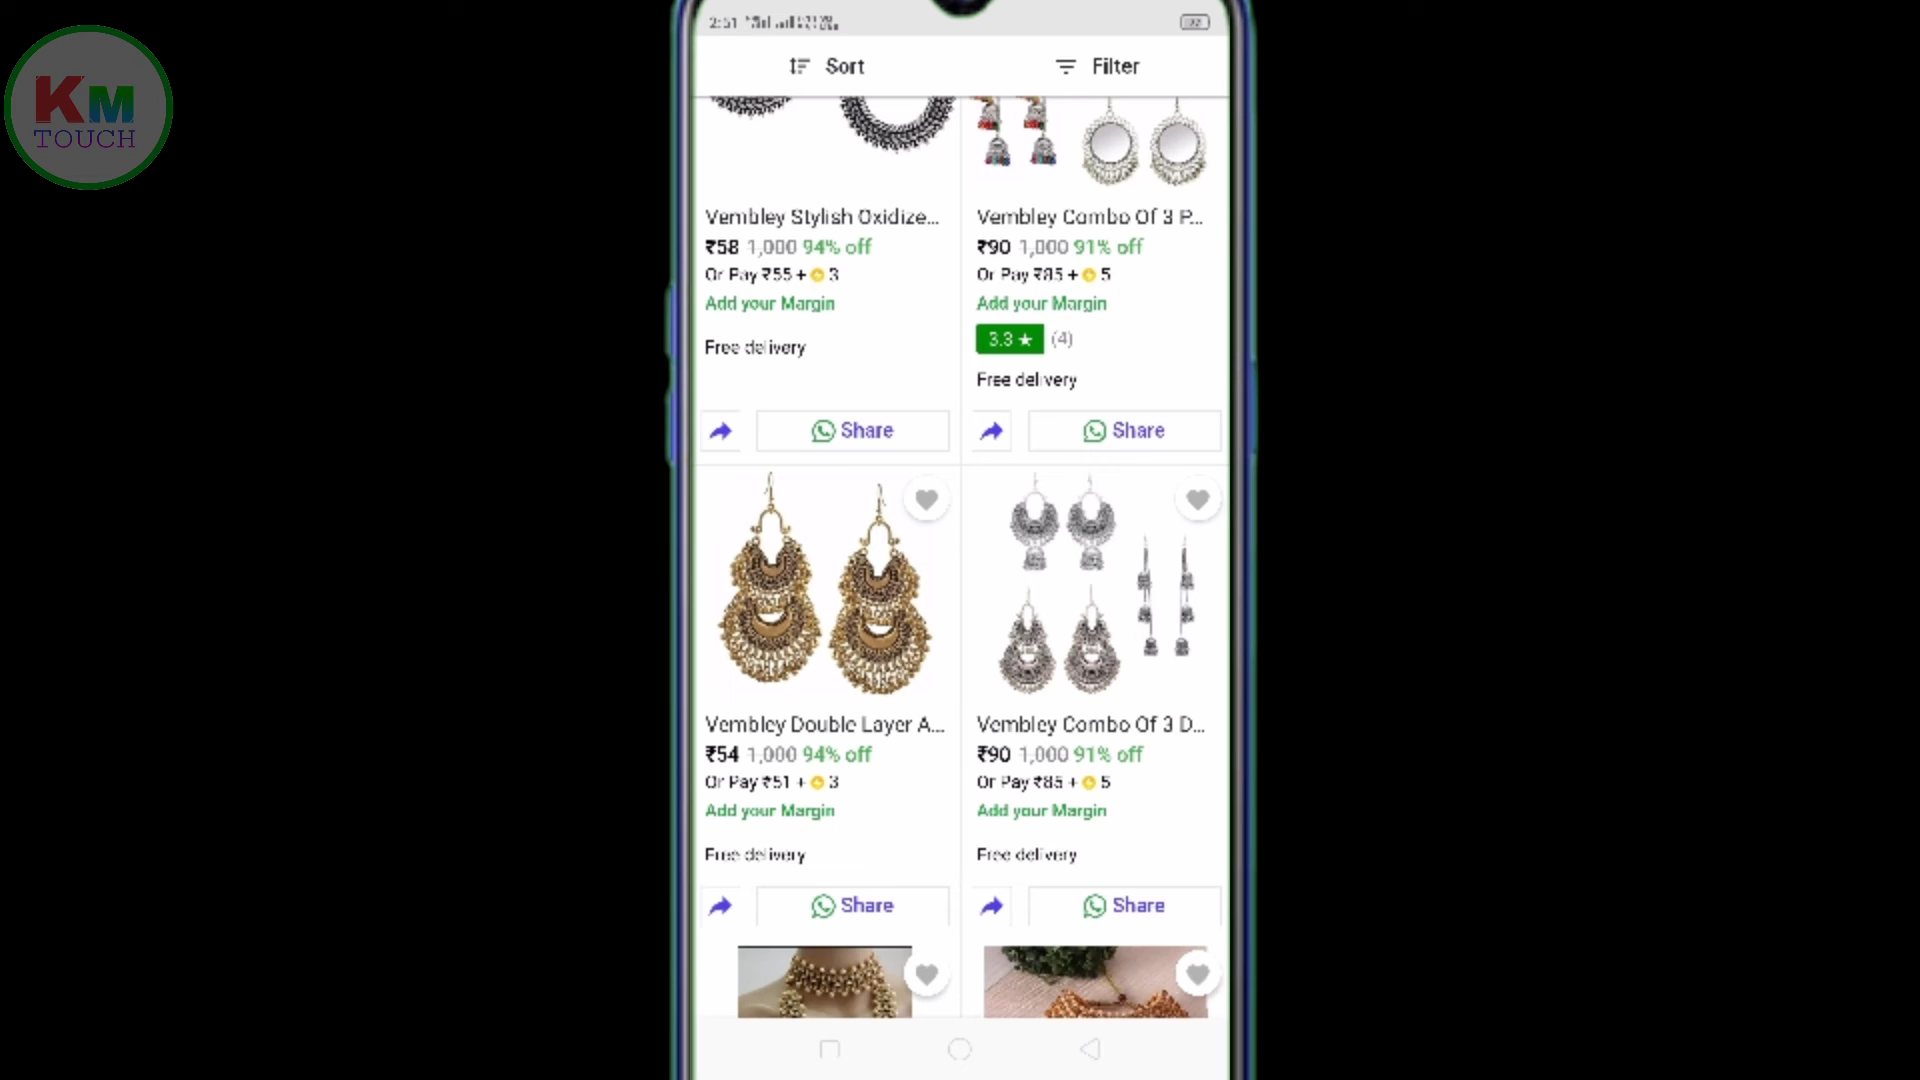 KM
TOUCH
2:51
Sort
Filter
Vembley Stylish Oxidize...
₹58 1,000 94% off
Or Pay ₹55 + 3
Add your Margin
Free delivery
Share
Vembley Combo Of 3 P...
₹90 1,000 91% off
Or Pay ₹85 + 5
Add your Margin
3.3 ★ (4)
Free delivery
Share
Vembley Double Layer A...
₹54 1,000 94% off
Or Pay ₹51 + 3
Add your Margin
Free delivery
Share
Vembley Combo Of 3 D...
₹90 1,000 91% off
Or Pay ₹85 + 5
Add your Margin
Free delivery
Share